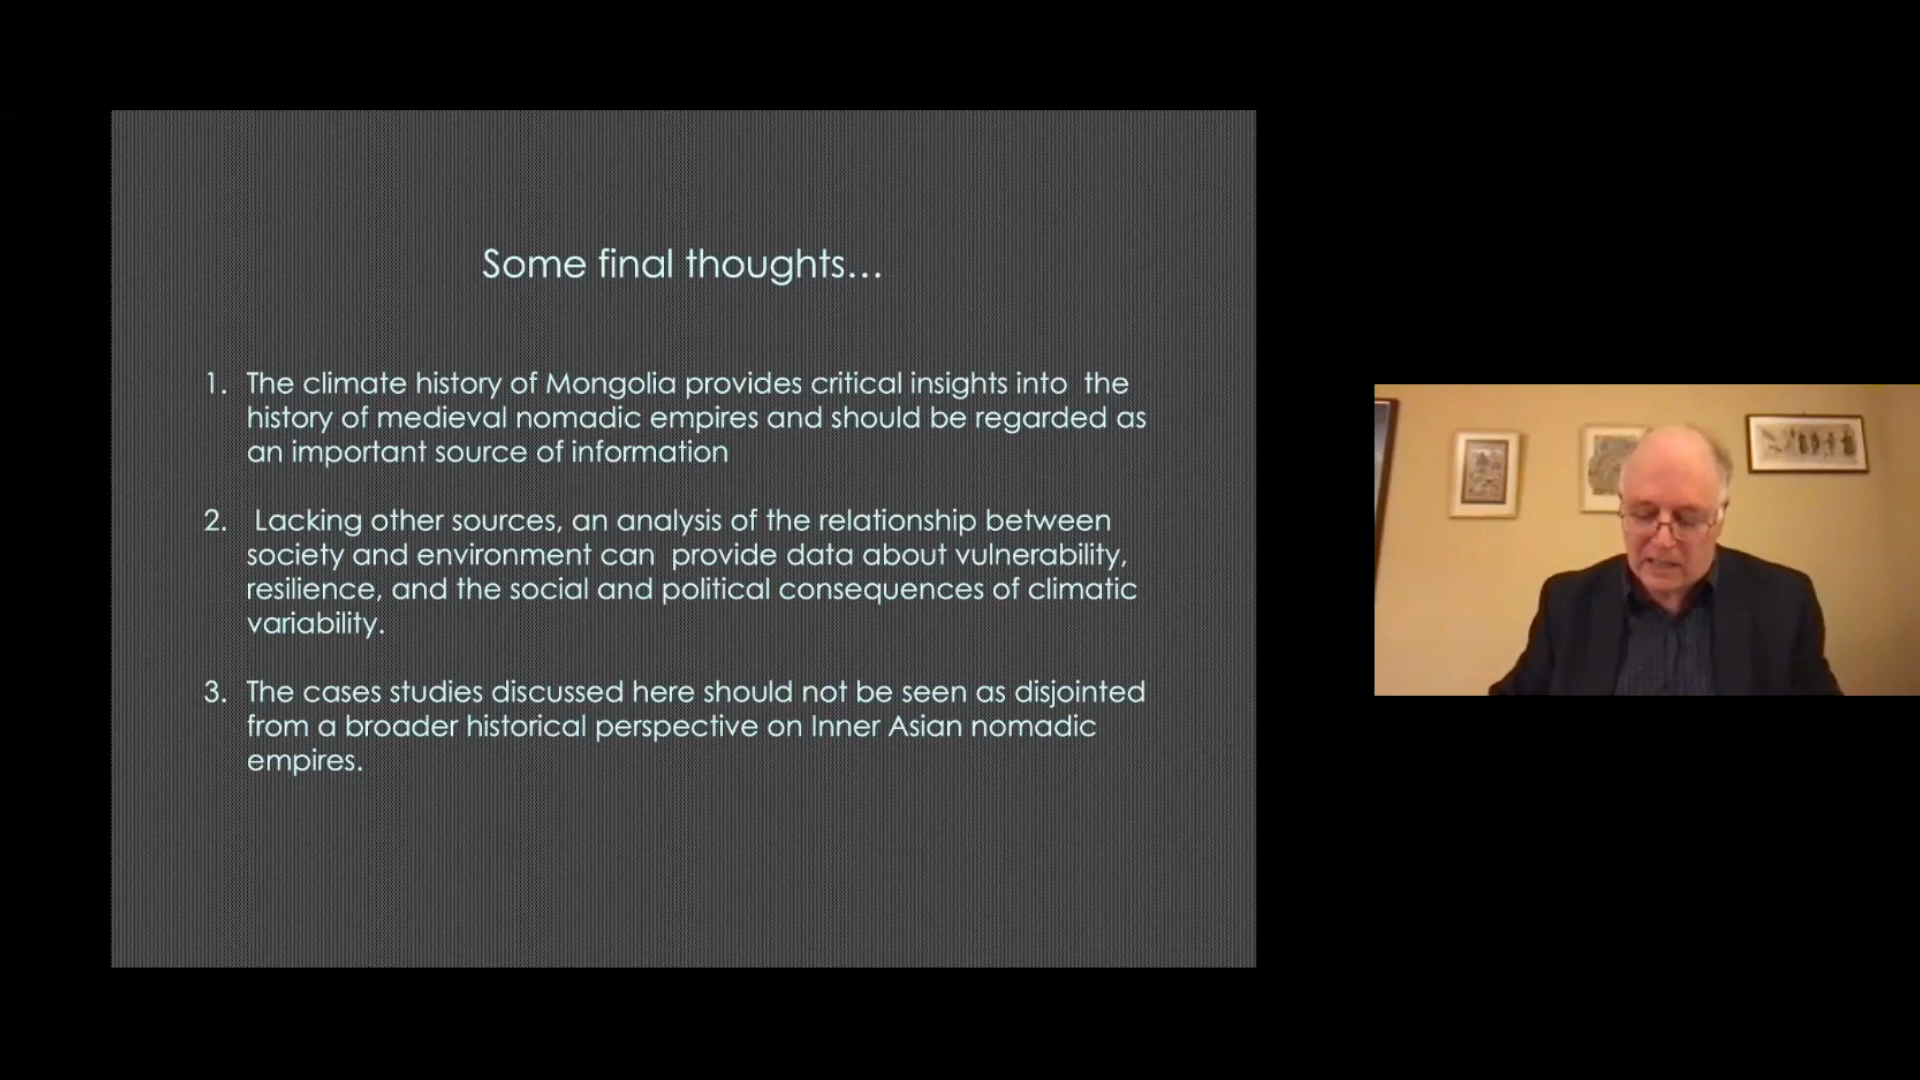 Some final thoughts...
1. The climate history of Mongolia provides critical insights into  the
history of medieval nomadic empires and should be regarded as
an important source of information
2.  Lacking other sources, an analysis of the relationship between
society and environment can  provide data about vulnerability,
resilience, and the social and political consequences of climatic
variability.
3. The cases studies discussed here should not be seen as disjointed
from a broader historical perspective on Inner Asian nomadic
empires.